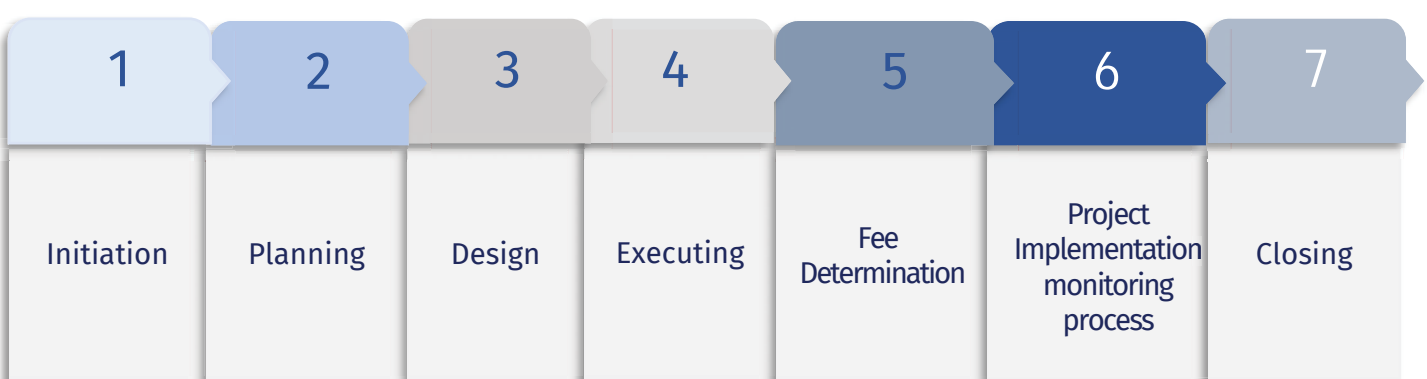 1
2
3
4
5
6
7
Initiation
Planning
Design
Executing
Fee
Determination
Project
Implementation
monitoring
process
Closing